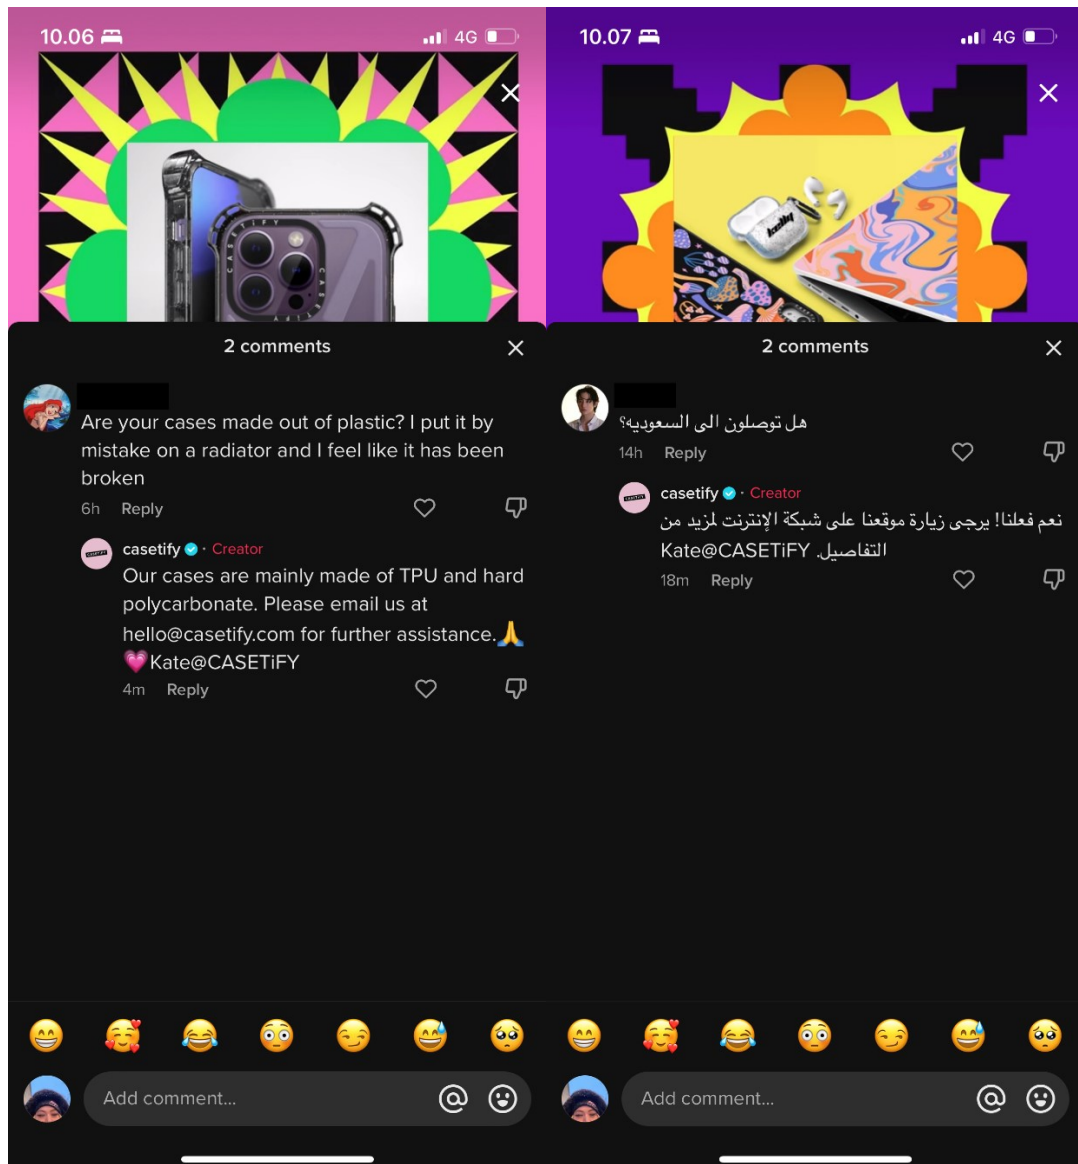 10.06
4G
CASETiFY
CASETiFY
2 comments
Are your cases made out of plastic? I put it by
mistake on a radiator and I feel like it has been
broken
6h Reply
casetify · Creator
Our cases are mainly made of TPU and hard
polycarbonate. Please email us at
hello@casetify.com for further assistance.🙏
💗Kate@CASETiFY
4m Reply
Add comment...
10.07
4G
kelly
2 comments
هل توصلون الى السعوديه؟
14h Reply
casetify · Creator
نعم فعلنا! يرجى زيارة موقعنا على شبكة الإنترنت لمزيد من
التفاصيل. Kate@CASETiFY
18m Reply
Add comment...